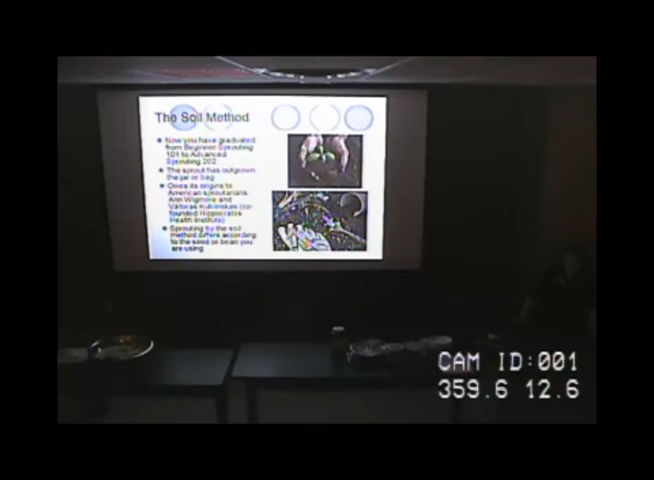 The Soil Method
Now you have graduated
from Beginner Sprouting
101 to Advanced
Sprouting 202
The sprout has outgrown
the jar or bag
Owes its origins to
American sproutarians
Ann Wigmore and
Viktoras Kulvinskas (co-
founded Hippocrates
Health Institute)
Sprouting by the soil
method differs according
to the seed or bean you
are using
CAM ID:001
359.6 12.6